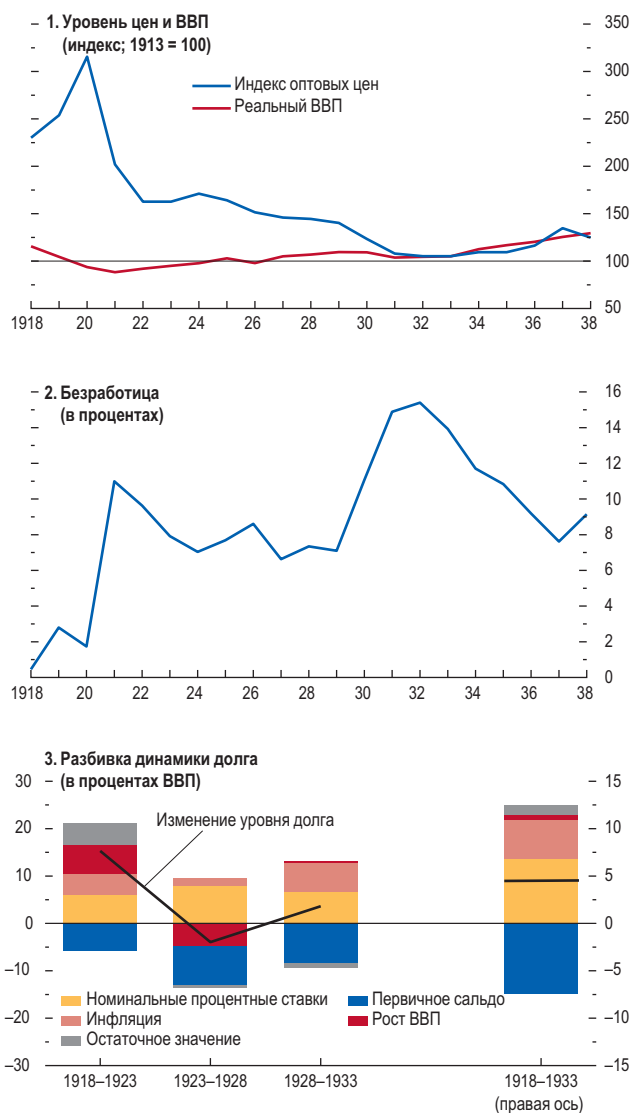 1. Уровень цен и ВВП
(индекс; 1913 = 100)
Индекс оптовых цен
Реальный ВВП
350
300
250
200
150
100
50
1918 20 22 24 26 28 30 32 34 36 38
2. Безработица
(в процентах)
16
14
12
10
8
6
4
2
0
1918 20 22 24 26 28 30 32 34 36 38
3. Разбивка динамики долга
(в процентах ВВП)
30
20
10
0
–10
–20
–30
Изменение уровня долга
15
10
5
0
–5
–10
–15
Номинальные процентные ставки
Первичное сальдо
Инфляция
Рост ВВП
Остаточное значение
1918–1923 1923–1928 1928–1933 1918–1933
(правая ось)